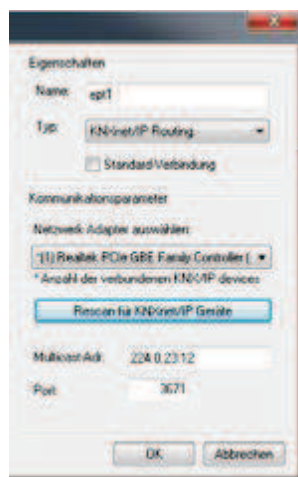 Eigenschaften
Name: ept1
Typ: KNXnet/IP Routing
Standard-Verbindung
Kommunikationsparameter
Netzwerk Adapter auswählen:
*(1) Realtek PCIe GBE Family Controller (
* Anzahl der verbundenen KNX/IP devices
Rescan für KNXnet/IP Geräte
Multicast-Adr. 224.0.23.12
Port: 3671
OK Abbrechen